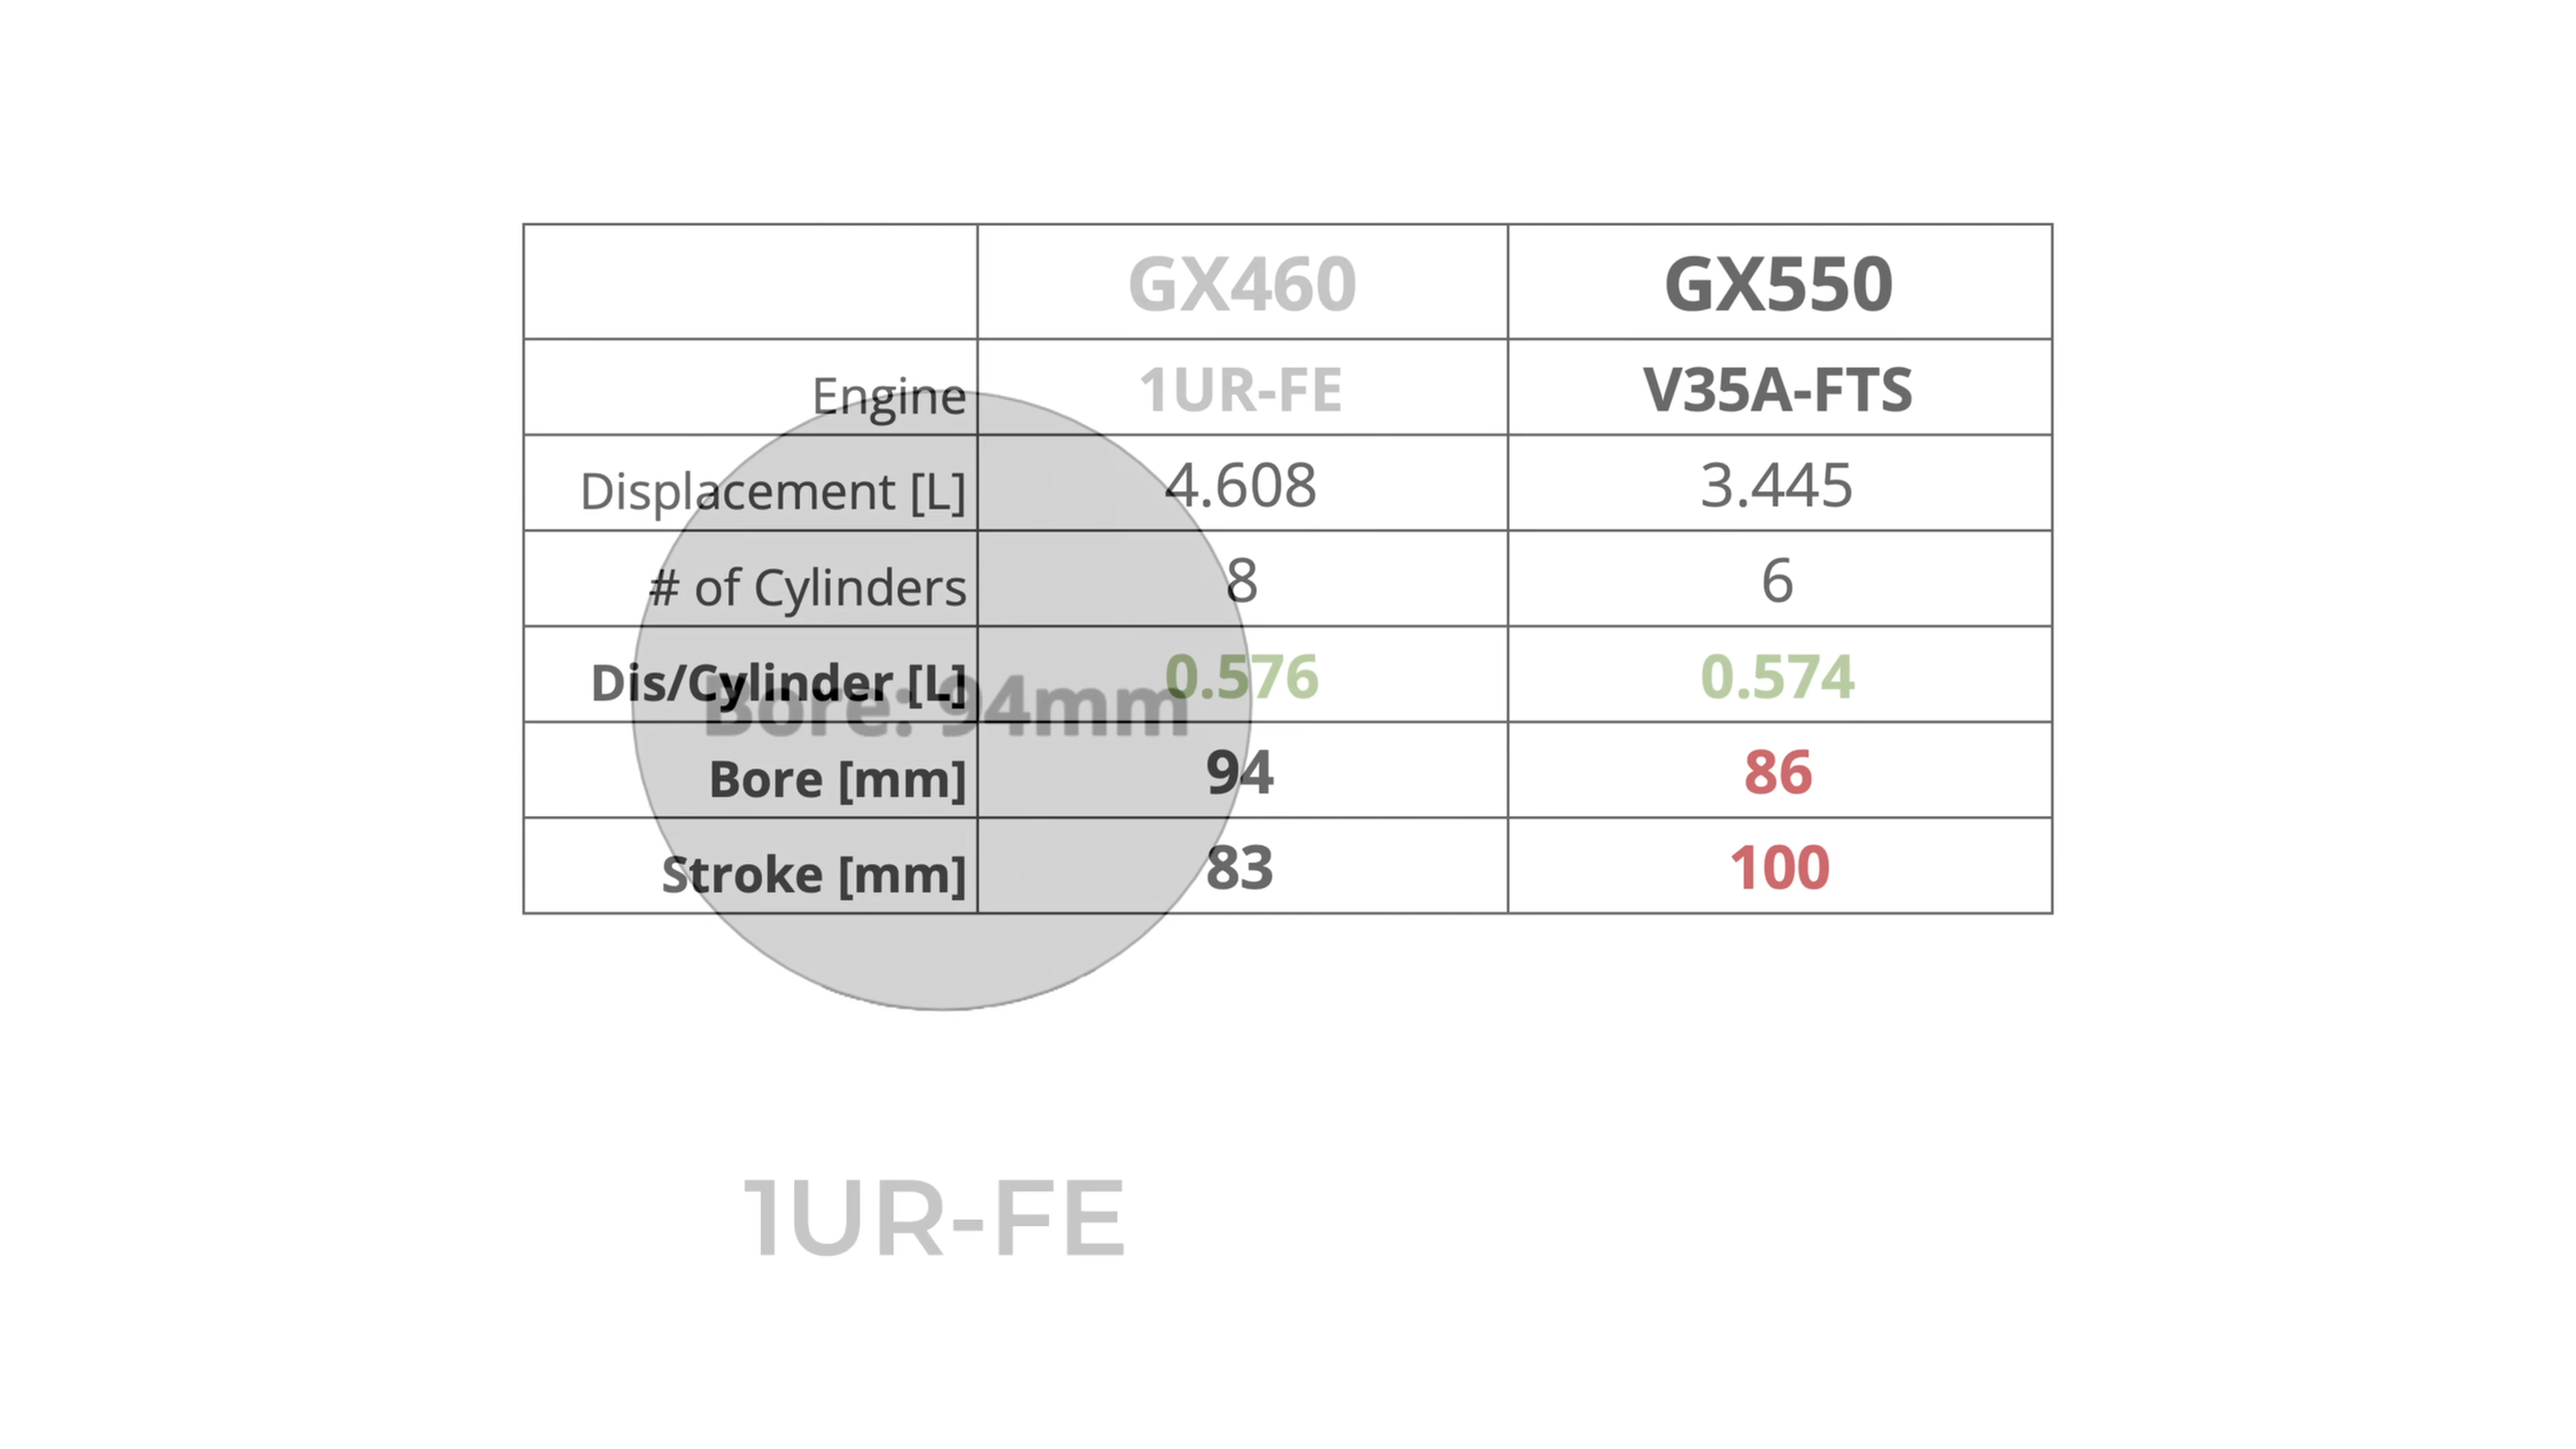 GX460 GX550
Engine 1UR-FE V35A-FTS
Displacement [L] 4.608 3.445
# of Cylinders 8 6
Dis/Cylinder [L] 0.576 0.574
Bore: 94mm
Bore [mm] 94 86
Stroke [mm] 83 100
1UR-FE